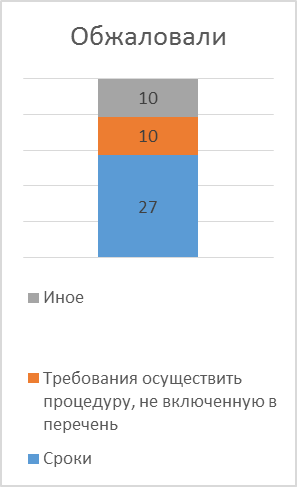 Обжаловали
10
10
27
Иное
Требования осуществить
процедуру, не включенную в
перечень
Сроки